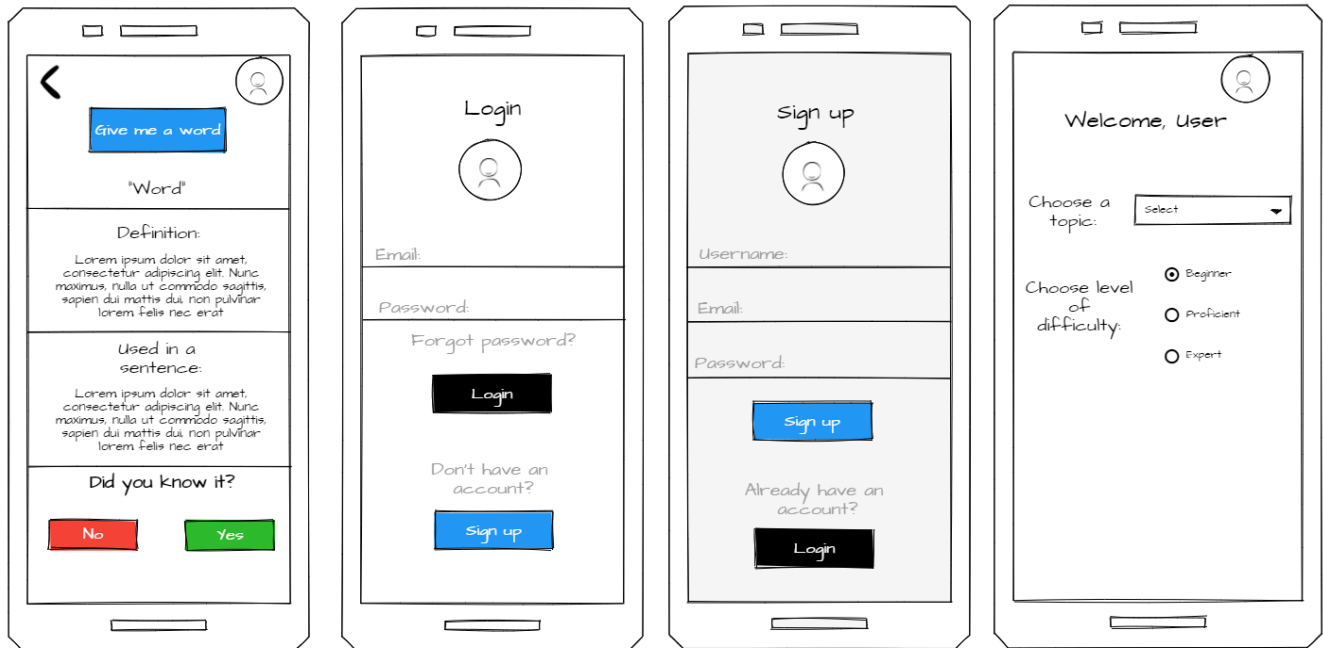 Give me a word
"Word"
Definition:
Lorem ipsum dolor sit amet,
consectetur adipiscing elit. Nunc
maximus, nulla ut commodo sagittis,
sapien dui mattis dui, non pulvinar
lorem felis nec erat
Used in a
sentence:
Lorem ipsum dolor sit amet,
consectetur adipiscing elit. Nunc
maximus, nulla ut commodo sagittis,
sapien dui mattis dui, non pulvinar
lorem felis nec erat
Did you know it?
No
Yes
Login
Email:
Password:
Forgot password?
Login
Don't have an
account?
Sign up
Sign up
Username:
Email:
Password:
Sign up
Already have an
account?
Login
Welcome, User
Choose a
topic:
Select
Choose level
of
difficulty:
Beginner
Proficient
Expert